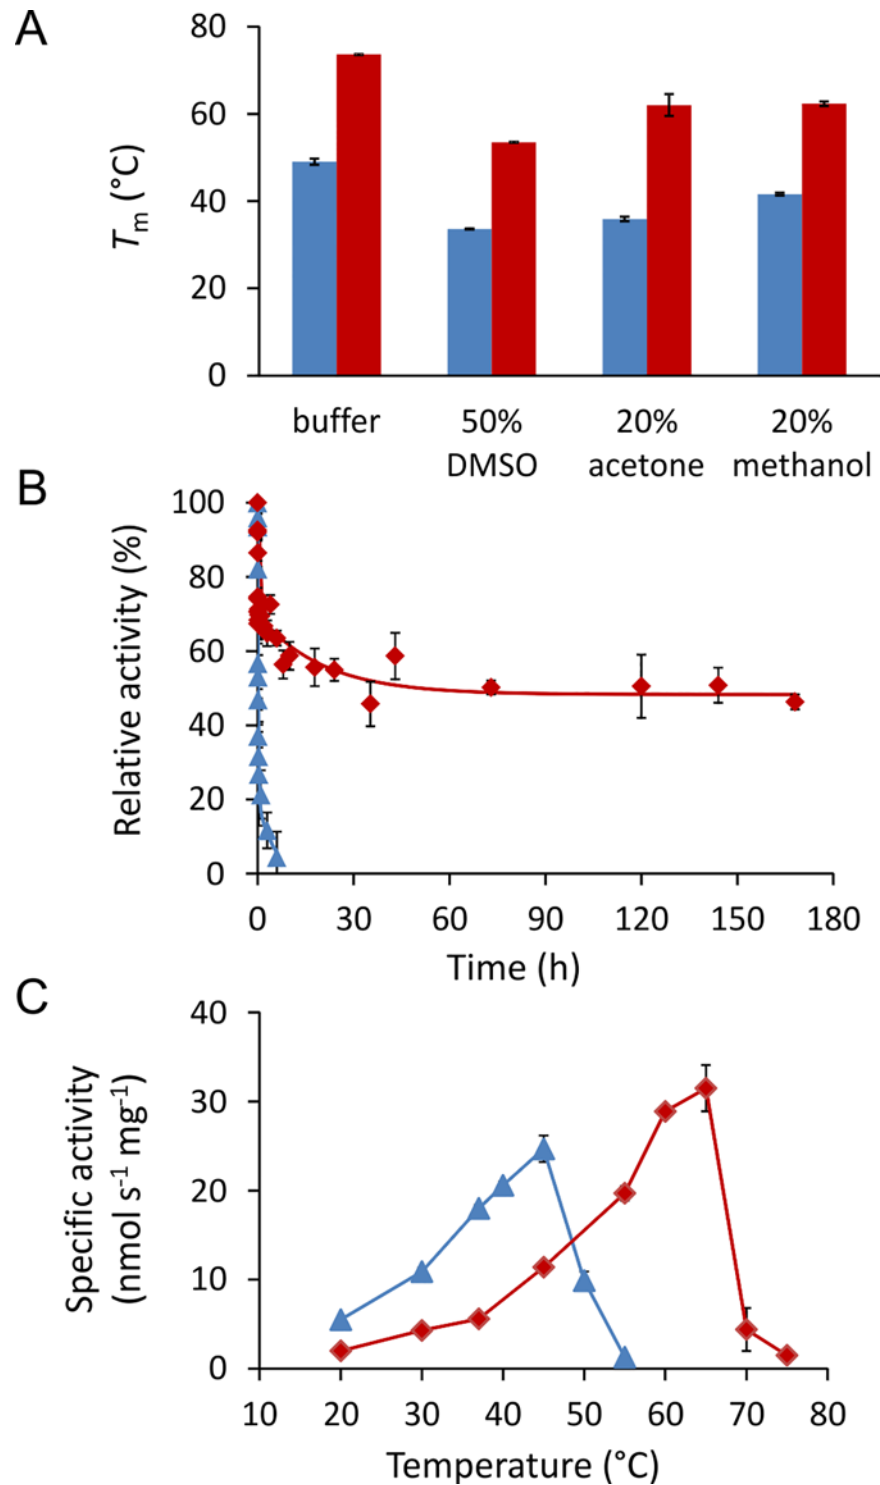 A
80
60
40
20
0
T_m (°C)
buffer 50% 20% 20%
DMSO acetone methanol
B
100
80
60
40
20
0
Relative activity (%)
0 30 60 90 120 150 180
Time (h)
C
40
30
20
10
0
Specific activity
(nmol s⁻¹ mg⁻¹)
10 20 30 40 50 60 70 80
Temperature (°C)